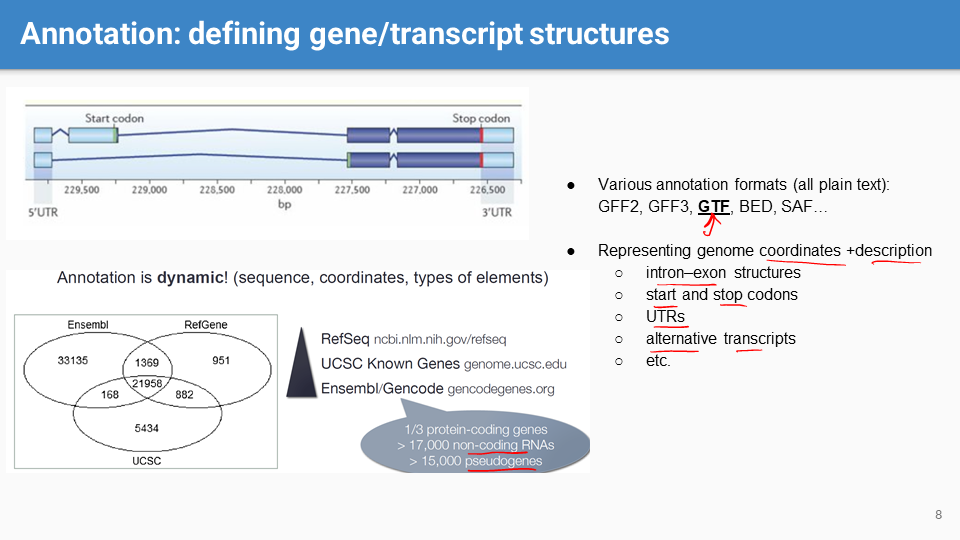 Annotation: defining gene/transcript structures
Start codon
Stop codon
229,500 229,000 228,500 228,000 227,500 227,000 226,500
bp
5'UTR
3'UTR
Annotation is dynamic! (sequence, coordinates, types of elements)
Ensembl
RefGene
33135
1369
951
21958
168
882
5434
UCSC
RefSeq ncbi.nlm.nih.gov/refseq
UCSC Known Genes genome.ucsc.edu
Ensembl/Gencode gencodegenes.org
1/3 protein-coding genes
> 17,000 non-coding RNAs
> 15,000 pseudogenes
● Various annotation formats (all plain text):
GFF2, GFF3, GTF, BED, SAF…
● Representing genome coordinates +description
○ intron–exon structures
○ start and stop codons
○ UTRs
○ alternative transcripts
○ etc.
8